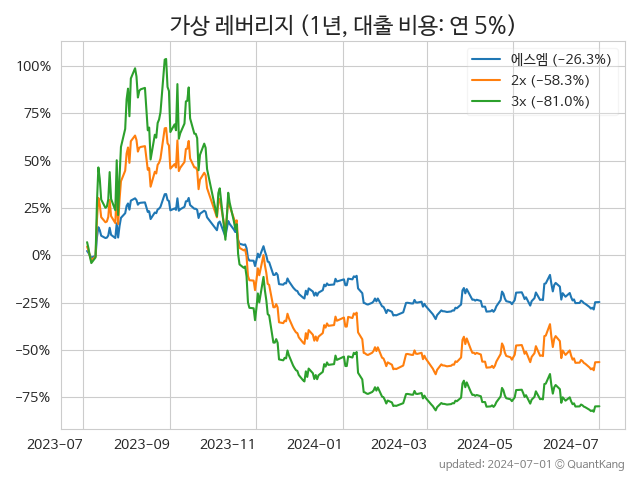 가상 레버리지 (1년, 대출 비용: 연 5%)
에스엠 (−26.3%)
2x (−58.3%)
3x (−81.0%)
100%
75%
50%
25%
0%
−25%
−50%
−75%
2023-07 2023-09 2023-11 2024-01 2024-03 2024-05 2024-07
updated: 2024-07-01 © QuantKang